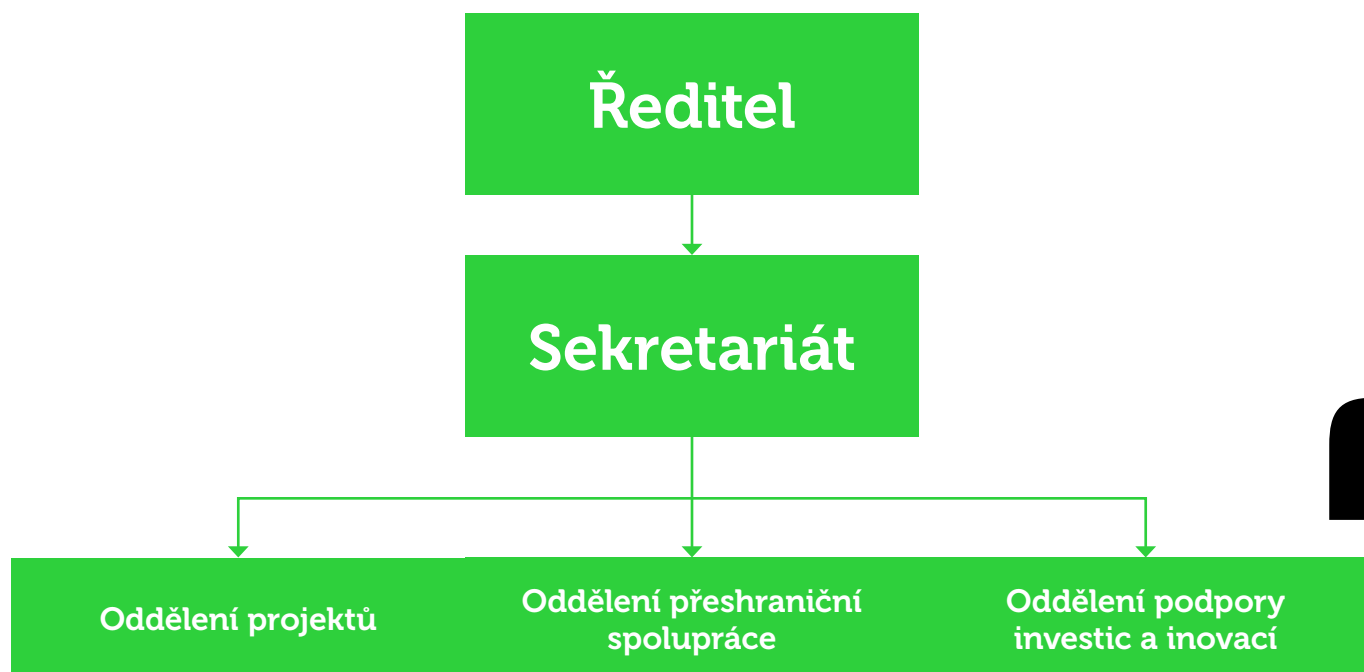 Ředitel
Sekretariát
Oddělení projektů
Oddělení přeshraniční
spolupráce
Oddělení podpory
investic a inovací